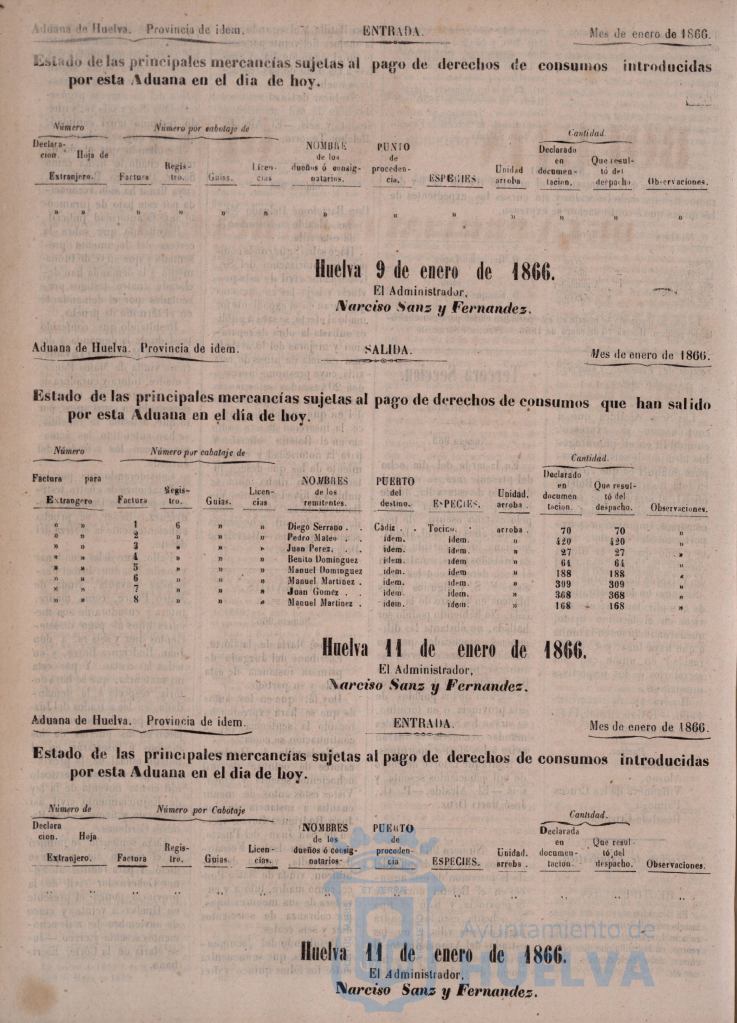 Aduana de Huelva. Provincia de idem. ENTRADA. Mes de enero de 1866.
Estado de las principales mercancias sujetas al pago de derechos de consumos introducidas
por esta Aduana en el dia de hoy.
Número Número por cabotaje de Cantidad.
Declara- NOMBRE PUNTO Declarado
cion. Hoja de Regis- Licen- de los de Unidad en Que resul-
dueños ó consig- proceden- documen- tó del
Extranjero. Factura tro. Guias. cias natarios. cia. ESPECIES. arroba. tacion. despacho. Observaciones.
» » » » » » » » » » » » »
Huelva 9 de enero de 1866.
El Administrador,
Narciso Sanz y Fernandez.
Aduana de Huelva. Provincia de idem. SALIDA. Mes de enero de 1866.
Estado de las principales mercancías sujetas al pago de derechos de consumos que han salido
por esta Aduana en el día de hoy.
Número Número por cabataje de Cantidad.
Factura para NOMBRES PUERTO Declarado
Regis- Licen- de los del Unidad. en Que resul-
documen tó del
Extrangero Factura tro. Guias. cias remitentes. destino. ESPECIES. arroba. tacion. despacho. Observaciones.
» » 1 6 » » Diego Serrano . . Cádiz . . Tocino. · arroba . 70 70 »
» » 2 » » » Pedro Mateo . . idem. idem. » 420 420 »
» » 3 » » » Juan Perez. . . idem. idem. » 27 27 »
» » 4 » » » Benito Dominguez idem. idem » 64 64 »
» » 5 » » » Manuel Dominguez idem. idem. » 188 188 »
» » 6 » » » Manuel Martinez . idem. idem. » 309 309 »
» » 7 » » » Juan Gomez . . idem. idem. » 368 368 »
» » 8 » » » Manuel Martinez . idem. idem. » 168 168 »
Huelva 11 de enero de 1866.
El Administrador,
Narciso Sanz y Fernandez.
Aduana de Huelva. Provincia de idem. ENTRADA. Mes de enero de 1866.
Estado de las principales mercancías sujetas al pago de derechos de consumos introducidas
por esta Aduana en el dia de hoy.
Número de Número por Cabotaje Cantidad.
Declara NOMBRES PUERTO Declarada
cion. Hoja Regis- Licen- de los de Unidad. en Que resul-
dueños ó consig- proceden- documen- tó del
Extranjero. Factura tro. Guias. cias. natarios. cia ESPECIES. arroba. tacion. despacho. Observaciones.
,, ,, ,, ,, ,, ,, ,, ,, ,, ,, ,, ,, ,,
Ayuntamiento de
HUELVA
Huelva 11 de enero de 1866.
El Administrador,
Narciso Sanz y Fernandez.